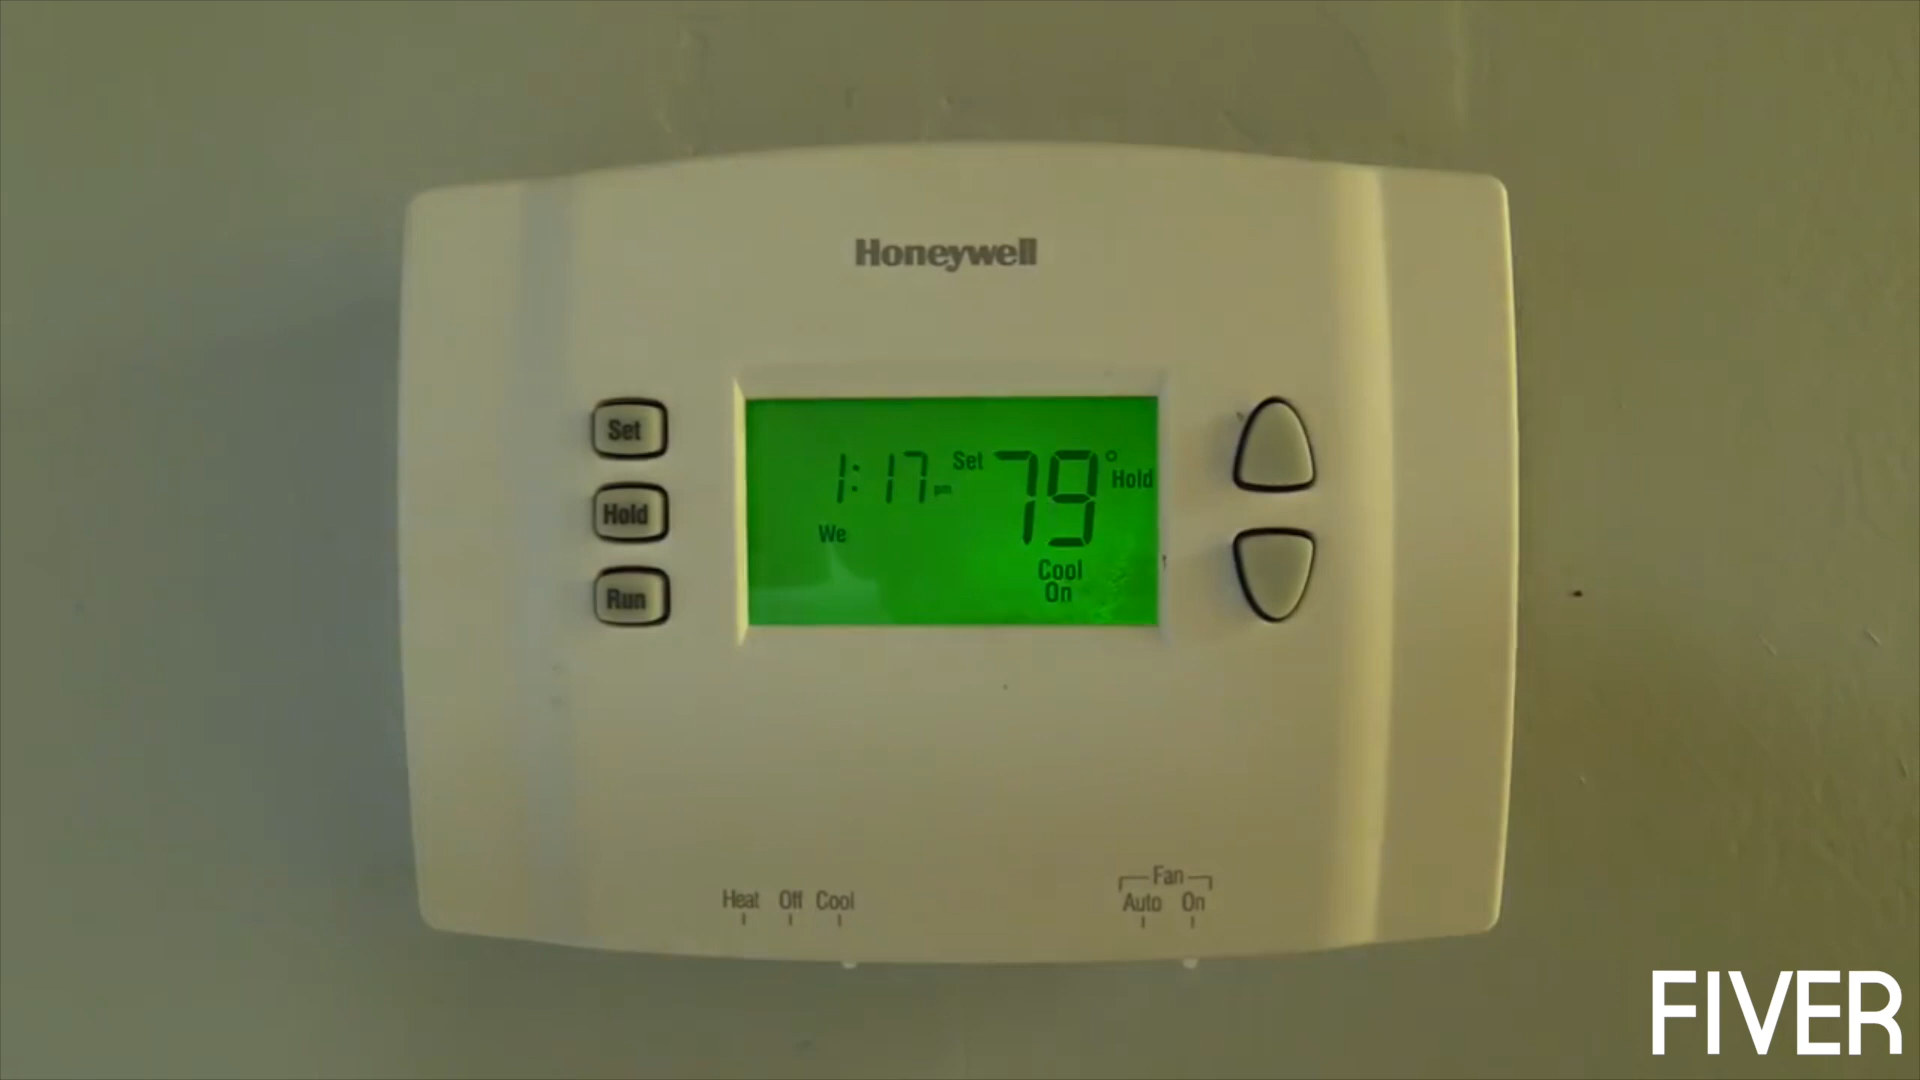 Honeywell
Set
Hold
Run
1:17 pm Set 79° Hold
We
Cool
On
Heat Off Cool
Fan
Auto On
FIVER